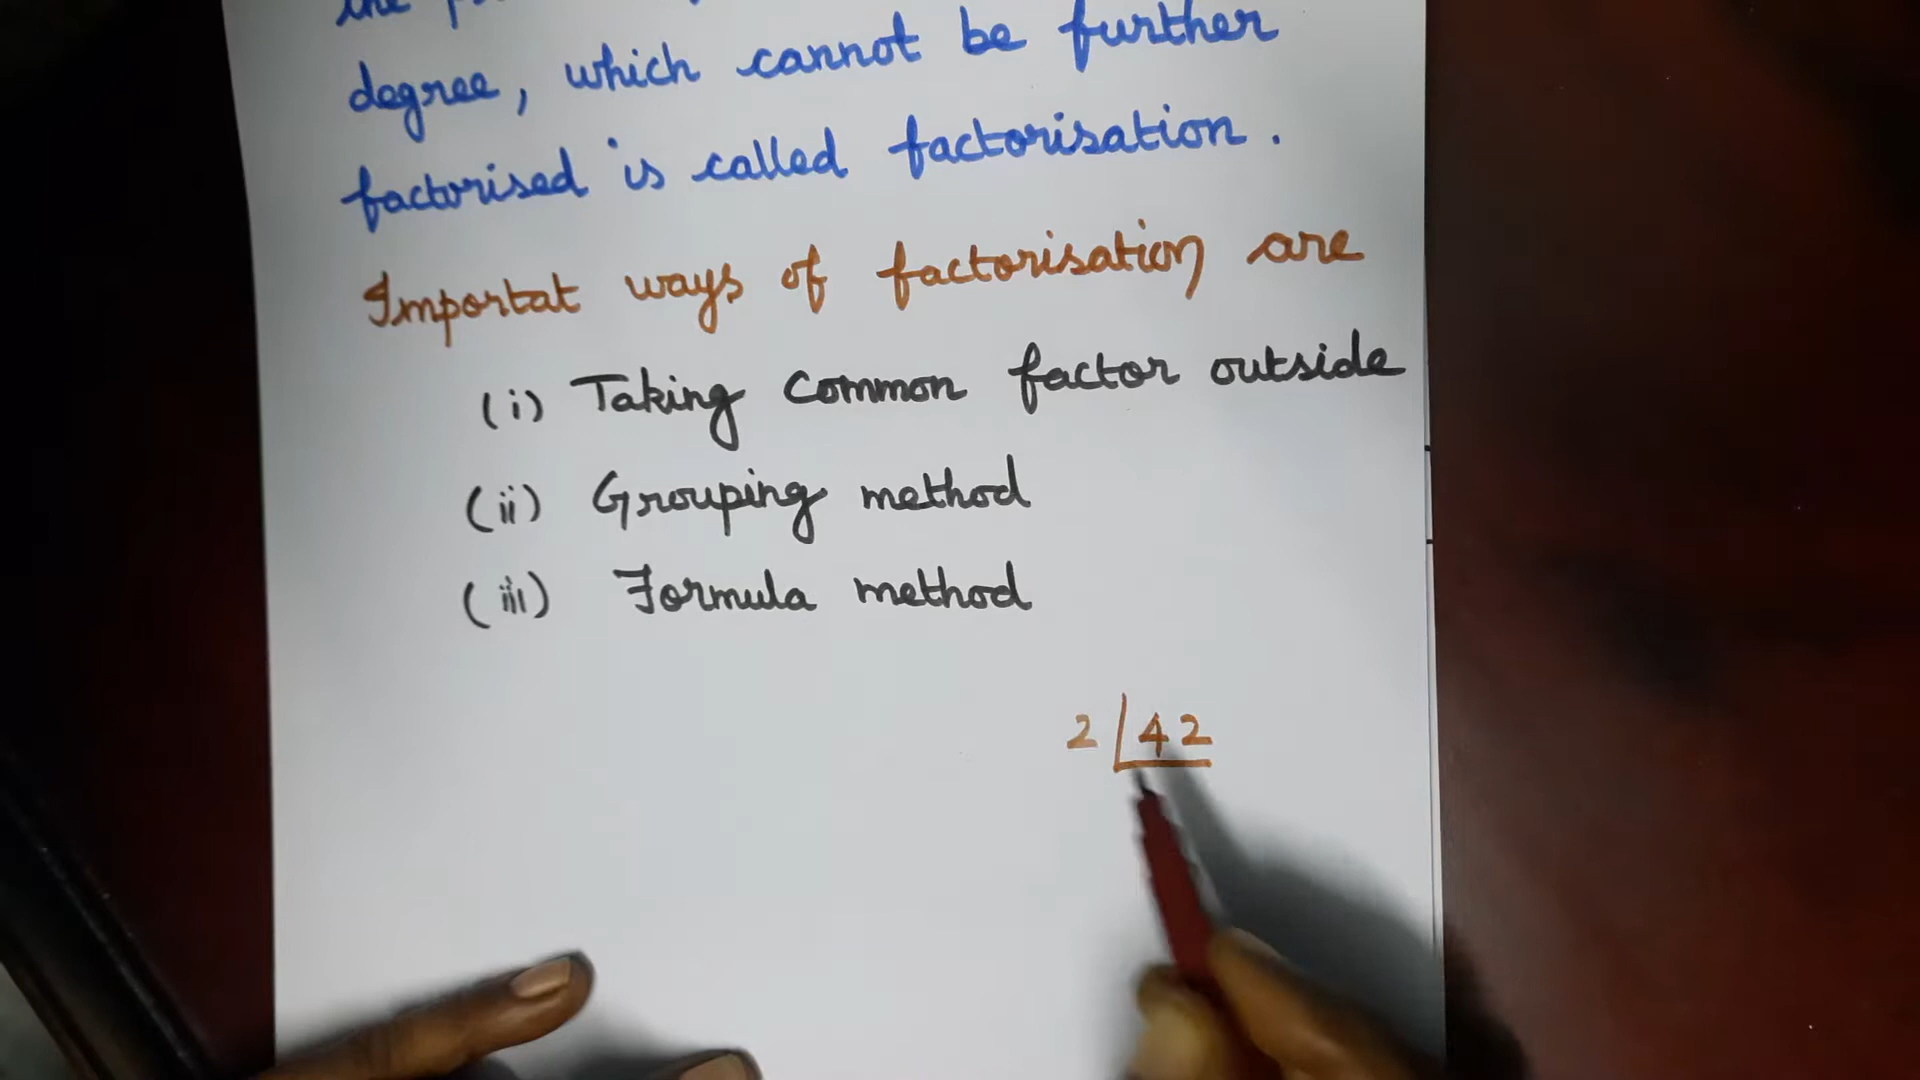 the
degree, which cannot be further
factorised is called factorisation.
Importat ways of factorisation are
(i) Taking Common factor outside
(ii) Grouping method
(iii) Formula method
2 42